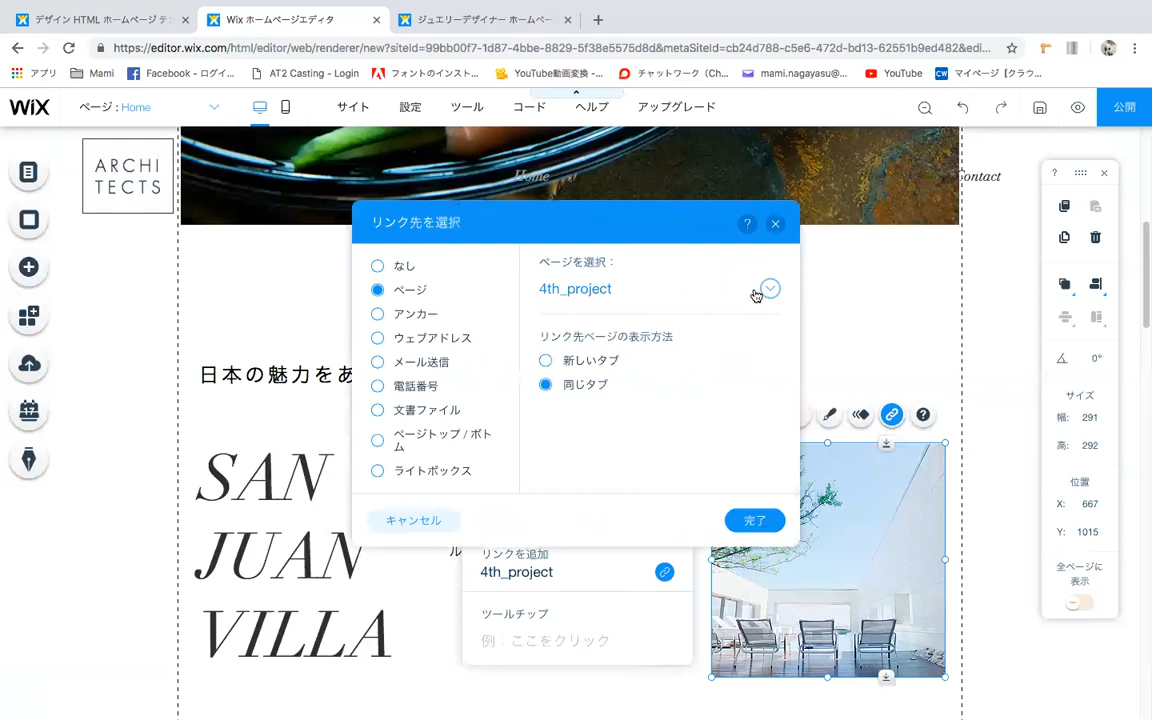 デザイン HTML ホームページ テン
Wix ホームページエディタ
ジュエリーデザイナー ホームペー
https://editor.wix.com/html/editor/web/renderer/new?siteId=99bb00f7-1d87-4bbe-8829-5f38e5575d8d&metaSiteId=cb24d788-c5e6-472d-bd13-62551b9ed482&edi...
アプリ
Mami
Facebook - ログイ...
AT2 Casting - Login
フォントのインスト...
YouTube動画変換 -...
チャットワーク（Ch...
mami.nagayasu@...
YouTube
マイページ【クラウ...
WiX
ページ : Home
サイト
設定
ツール
コード
ヘルプ
アップグレード
公開
ARCHI
TECTS
Home
Contact
リンク先を選択
?
なし
ページ
アンカー
ウェブアドレス
メール送信
電話番号
文書ファイル
ページトップ / ボト
ム
ライトボックス
ページを選択：
4th_project
リンク先ページの表示方法
新しいタブ
同じタブ
キャンセル
完了
日本の魅力をあ
SAN
JUAN
VILLA
ル
リンクを追加
4th_project
ツールチップ
例：ここをクリック
?
?
0°
サイズ
幅: 291
高: 292
位置
X: 667
Y: 1015
全ページに
表示